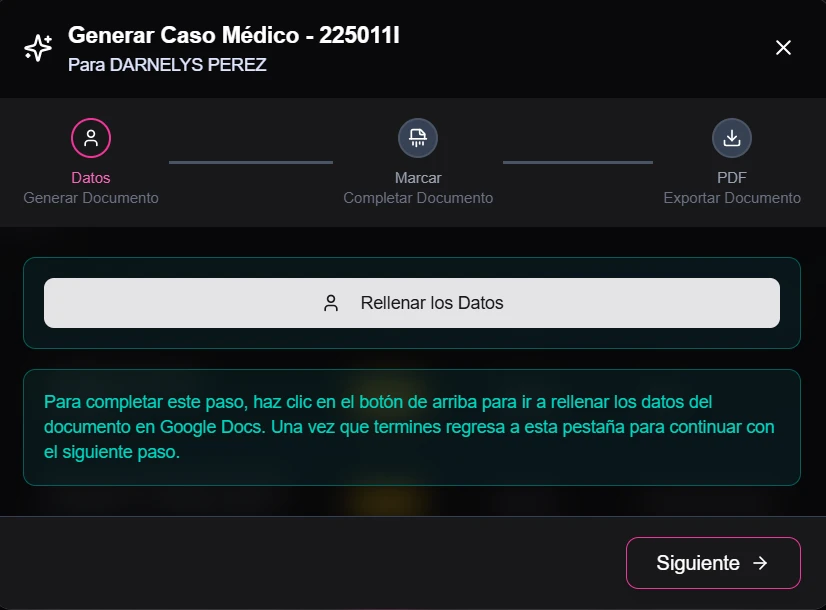 Generar Caso Médico - 225011I
Para DARNELYS PEREZ
Datos
Generar Documento
Marcar
Completar Documento
PDF
Exportar Documento
Rellenar los Datos
Para completar este paso, haz clic en el botón de arriba para ir a rellenar los datos del
documento en Google Docs. Una vez que termines regresa a esta pestaña para continuar con
el siguiente paso.
Siguiente